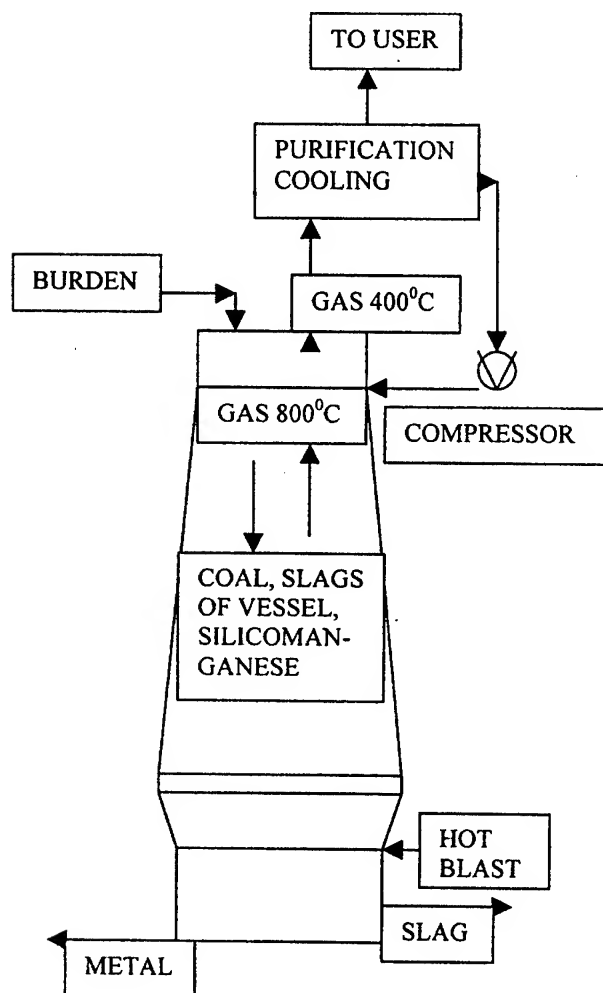 TO USER
PURIFICATION
COOLING
BURDEN
GAS 400⁰C
GAS 800⁰C
COMPRESSOR
COAL, SLAGS
OF VESSEL,
SILICOMAN-
GANESE
HOT
BLAST
SLAG
METAL